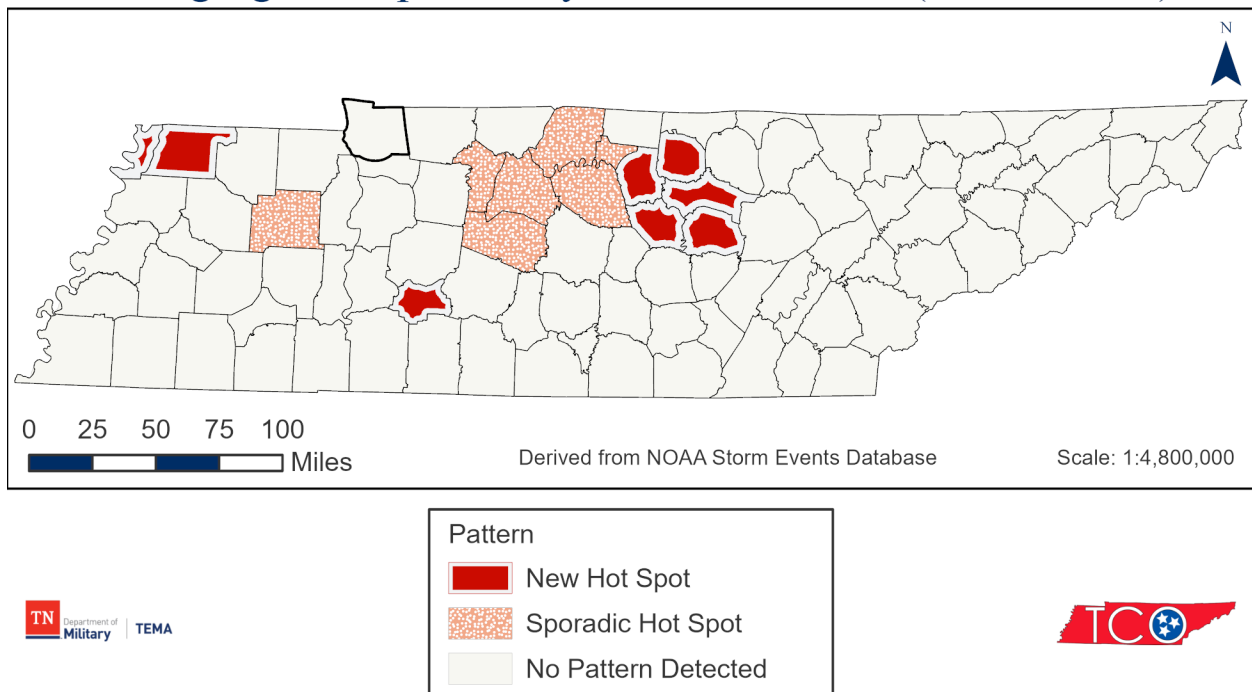 N
0 25 50 75 100
Miles
Derived from NOAA Storm Events Database
Scale: 1:4,800,000
Pattern
New Hot Spot
Sporadic Hot Spot
No Pattern Detected
TN
Department of
Military
TEMA
TCO